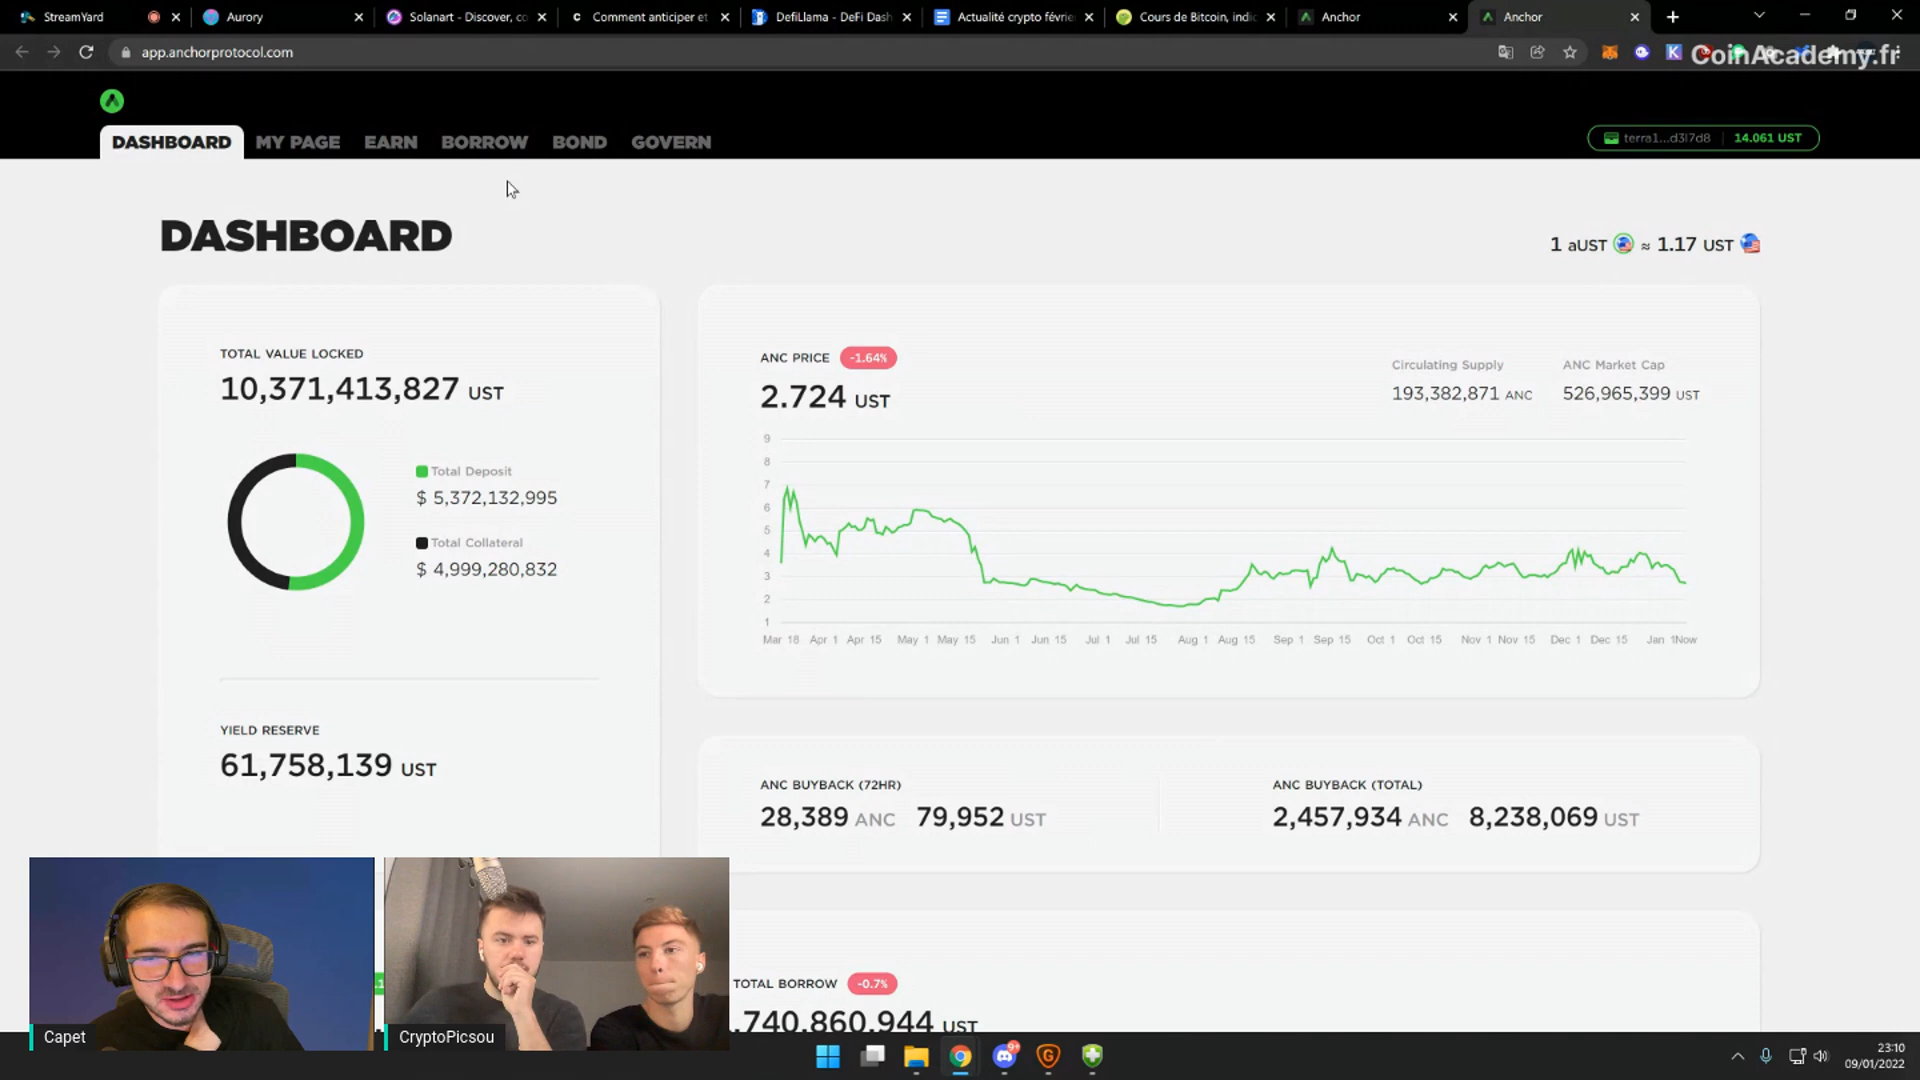 StreamYard
Aurory
Solanart - Discover, co
Comment anticiper et
DefiLlama - DeFi Dash
Actualité crypto févrie
Cours de Bitcoin, indic
Anchor
Anchor
app.anchorprotocol.com
CoinAcademy.fr
DASHBOARD MY PAGE EARN BORROW BOND GOVERN
terra1...d3l7d8 14.061 UST
DASHBOARD
1 aUST ≈ 1.17 UST
TOTAL VALUE LOCKED
10,371,413,827 UST
Total Deposit
$ 5,372,132,995
Total Collateral
$ 4,999,280,832
YIELD RESERVE
61,758,139 UST
ANC PRICE -1.64%
2.724 UST
Circulating Supply
193,382,871 ANC
ANC Market Cap
526,965,399 UST
9
8
7
6
5
4
3
2
1
Mar 18 Apr 1 Apr 15 May 1 May 15 Jun 1 Jun 15 Jul 1 Jul 15 Aug 1 Aug 15 Sep 1 Sep 15 Oct 1 Oct 15 Nov 1 Nov 15 Dec 1 Dec 15 Jan 1 Now
ANC BUYBACK (72HR)
28,389 ANC 79,952 UST
ANC BUYBACK (TOTAL)
2,457,934 ANC 8,238,069 UST
TOTAL BORROW -0.7%
,740,860,944 UST
Capet
CryptoPicsou
9+
23:10
09/01/2022